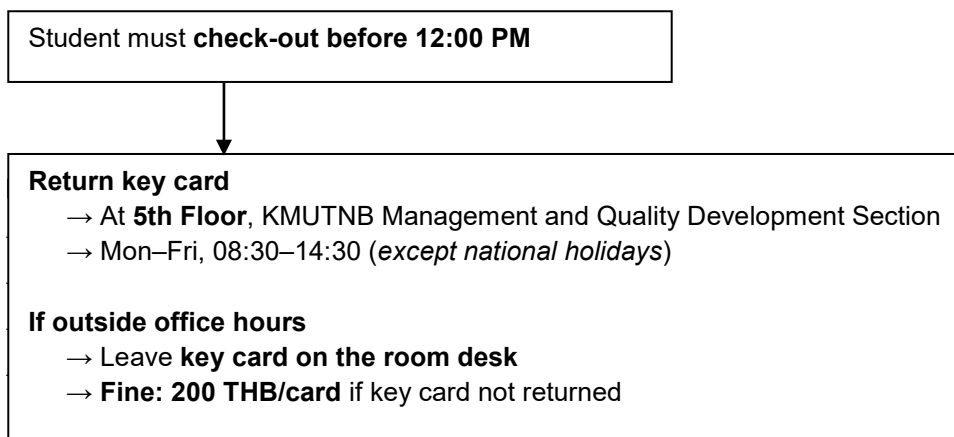 Student must check-out before 12:00 PM
Return key card
→ At 5th Floor, KMUTNB Management and Quality Development Section
→ Mon–Fri, 08:30–14:30 (except national holidays)
If outside office hours
→ Leave key card on the room desk
→ Fine: 200 THB/card if key card not returned